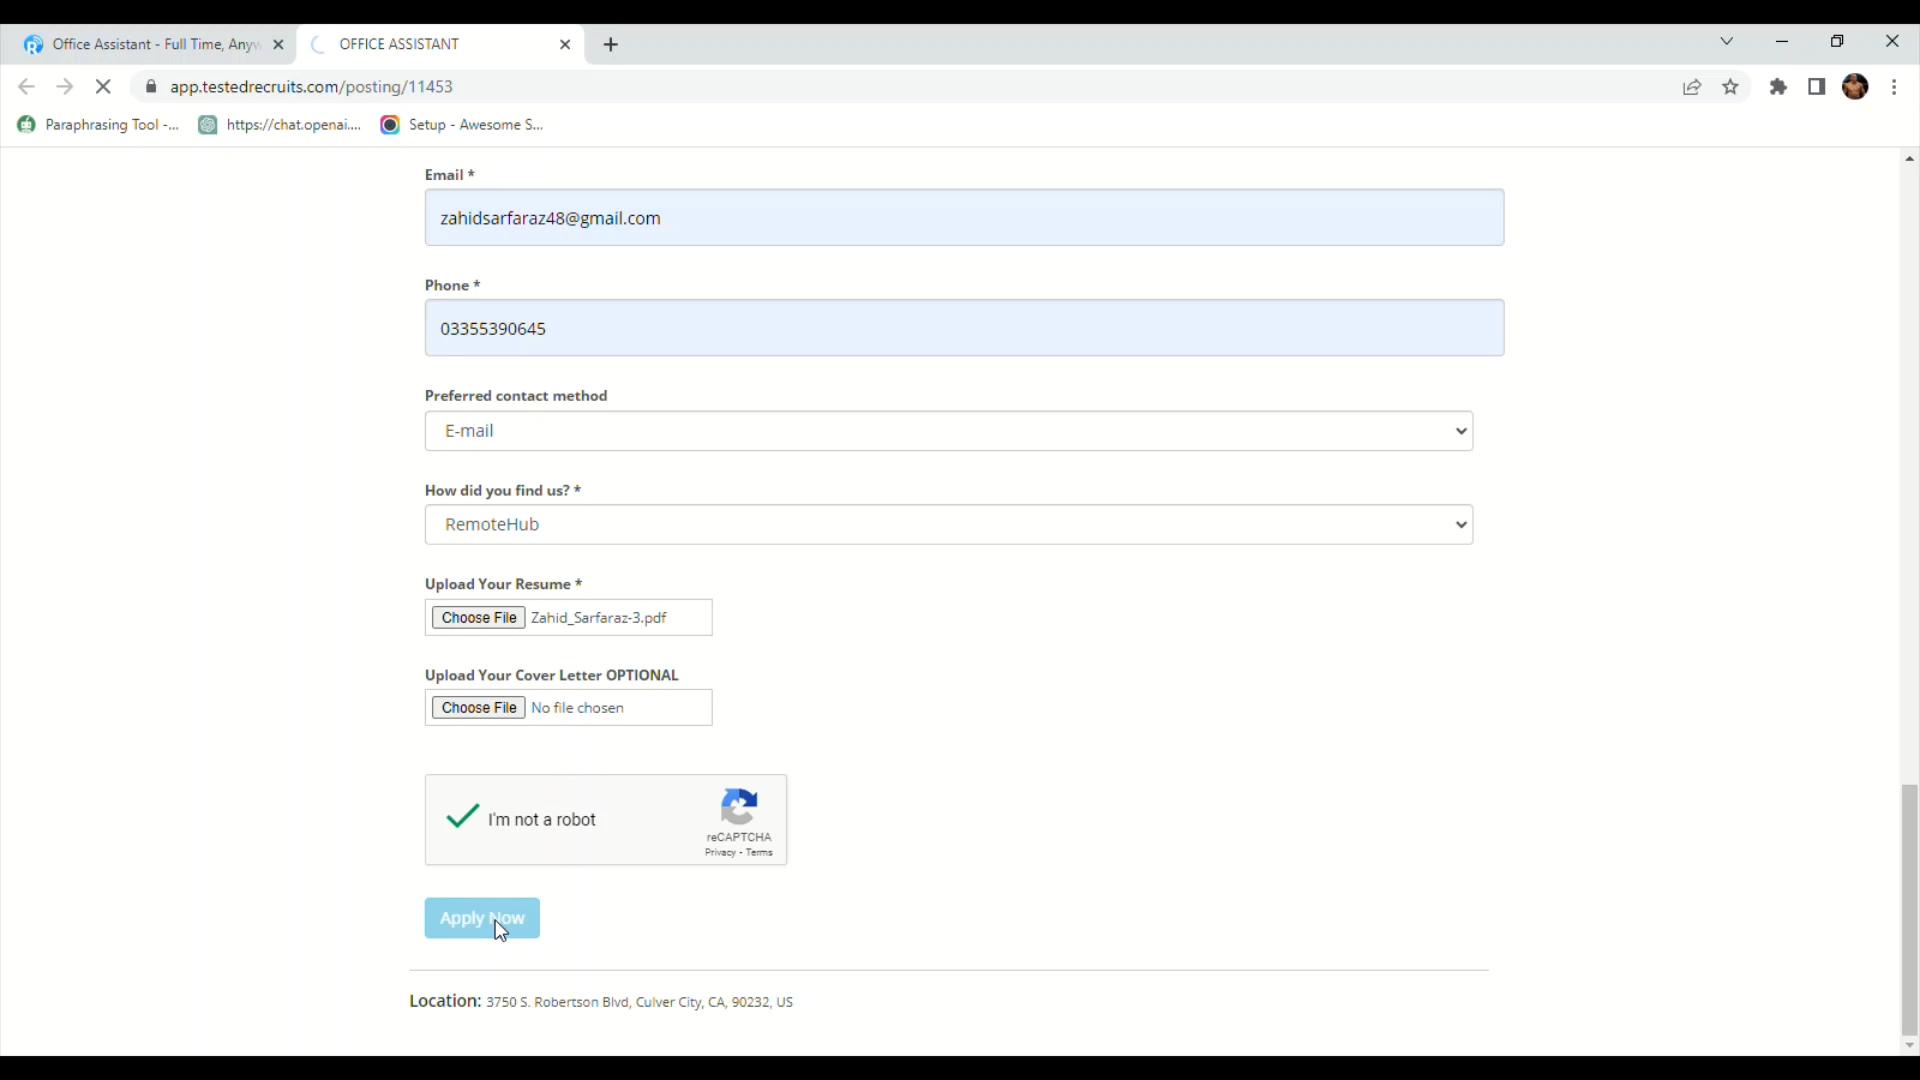 Office Assistant - Full Time, Anyw
OFFICE ASSISTANT
app.testedrecruits.com/posting/11453
Paraphrasing Tool -...
https://chat.openai....
Setup - Awesome S...
Email *
zahidsarfaraz48@gmail.com
Phone *
03355390645
Preferred contact method
E-mail
How did you find us? *
RemoteHub
Upload Your Resume *
Choose File Zahid_Sarfaraz-3.pdf
Upload Your Cover Letter OPTIONAL
Choose File No file chosen
I'm not a robot
reCAPTCHA
Privacy - Terms
Apply Now
Location: 3750 S. Robertson Blvd, Culver City, CA, 90232, US